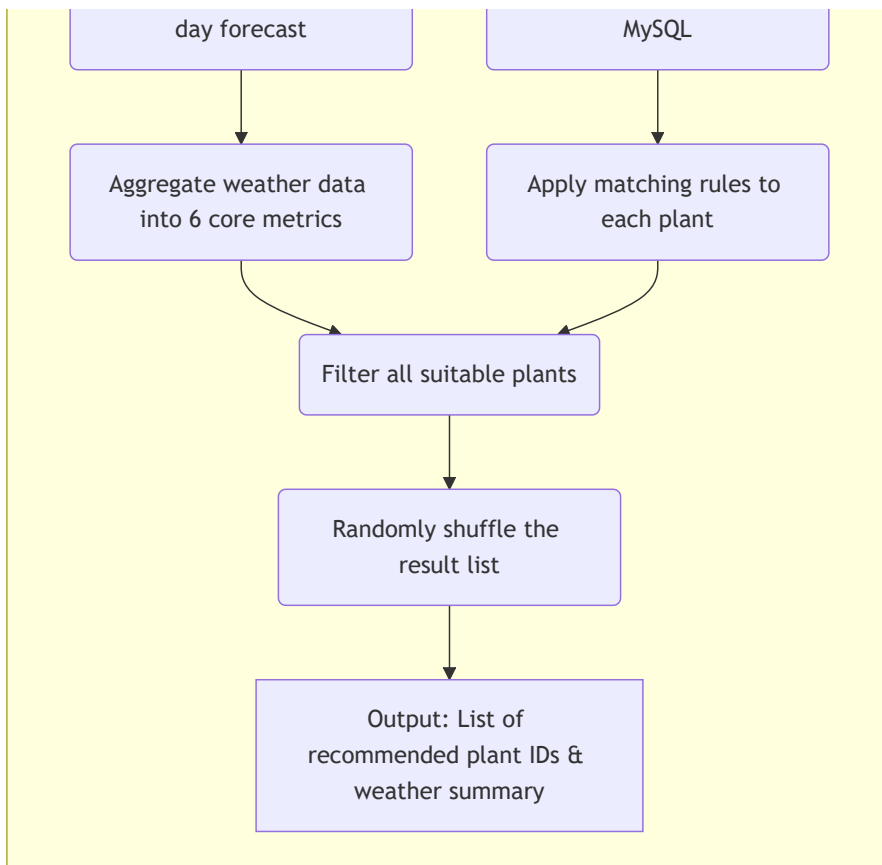 day forecast
MySQL
Aggregate weather data
into 6 core metrics
Apply matching rules to
each plant
Filter all suitable plants
Randomly shuffle the
result list
Output: List of
recommended plant IDs &
weather summary